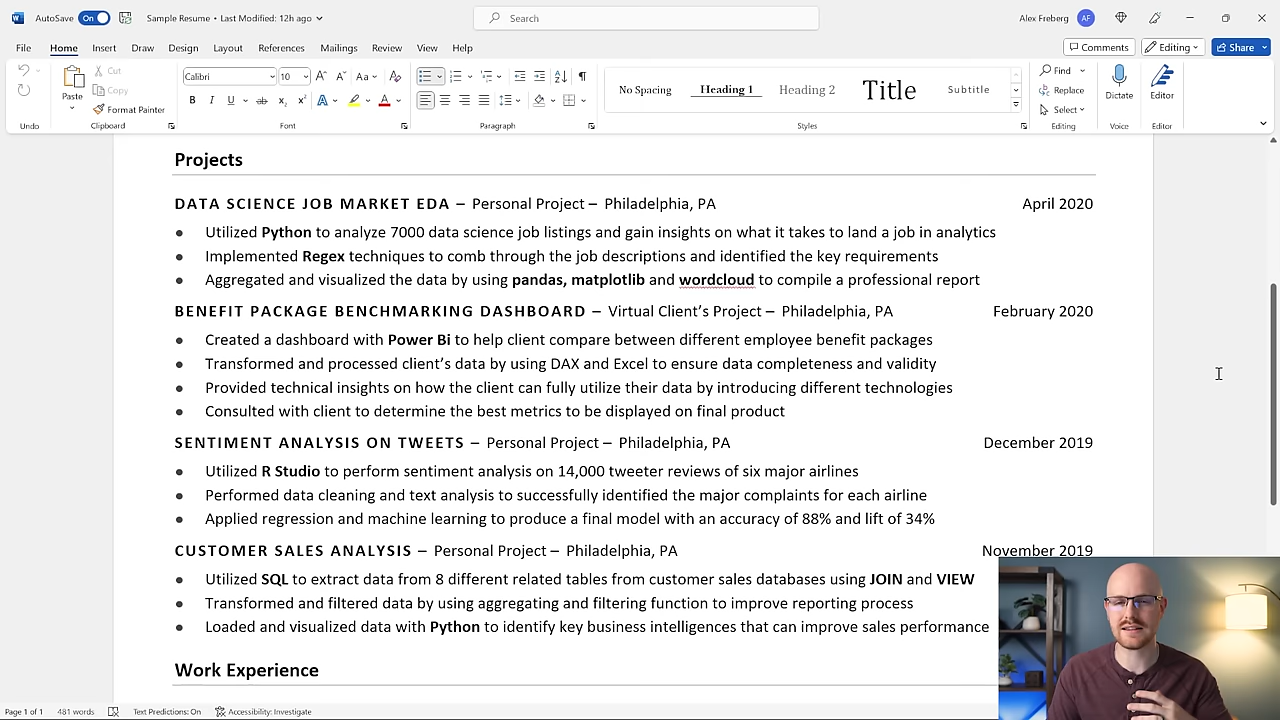 AutoSave On Sample Resume • Last Modified: 12h ago Search Alex Freberg AF
File Home Insert Draw Design Layout References Mailings Review View Help Comments Editing Share
Paste Cut Copy Format Painter Calibri 10 No Spacing Heading 1 Heading 2 Title Subtitle Find Replace Select Dictate Editor
Undo Clipboard Font Paragraph Styles Editing Voice Editor
Projects
DATA SCIENCE JOB MARKET EDA – Personal Project – Philadelphia, PA April 2020
● Utilized Python to analyze 7000 data science job listings and gain insights on what it takes to land a job in analytics
● Implemented Regex techniques to comb through the job descriptions and identified the key requirements
● Aggregated and visualized the data by using pandas, matplotlib and wordcloud to compile a professional report
BENEFIT PACKAGE BENCHMARKING DASHBOARD – Virtual Client's Project – Philadelphia, PA February 2020
● Created a dashboard with Power Bi to help client compare between different employee benefit packages
● Transformed and processed client's data by using DAX and Excel to ensure data completeness and validity
● Provided technical insights on how the client can fully utilize their data by introducing different technologies
● Consulted with client to determine the best metrics to be displayed on final product
SENTIMENT ANALYSIS ON TWEETS – Personal Project – Philadelphia, PA December 2019
● Utilized R Studio to perform sentiment analysis on 14,000 tweeter reviews of six major airlines
● Performed data cleaning and text analysis to successfully identified the major complaints for each airline
● Applied regression and machine learning to produce a final model with an accuracy of 88% and lift of 34%
CUSTOMER SALES ANALYSIS – Personal Project – Philadelphia, PA November 2019
● Utilized SQL to extract data from 8 different related tables from customer sales databases using JOIN and VIEW
● Transformed and filtered data by using aggregating and filtering function to improve reporting process
● Loaded and visualized data with Python to identify key business intelligences that can improve sales performance
Work Experience
Page 1 of 1 481 words Text Predictions: On Accessibility: Investigate